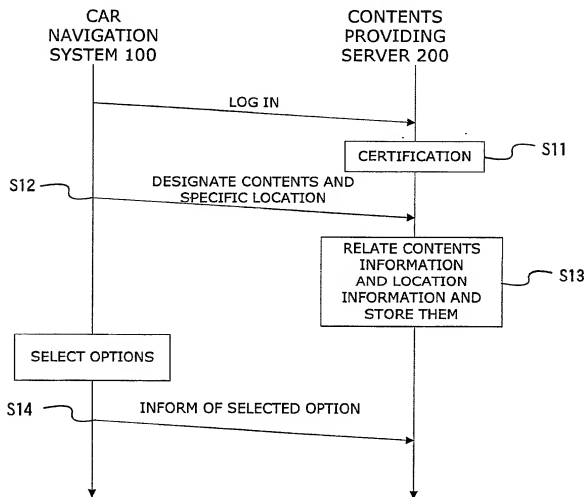 CAR
NAVIGATION
SYSTEM 100
CONTENTS
PROVIDING
SERVER 200
LOG IN
CERTIFICATION
S11
S12
DESIGNATE CONTENTS AND
SPECIFIC LOCATION
RELATE CONTENTS
INFORMATION
AND LOCATION
INFORMATION AND
STORE THEM
S13
SELECT OPTIONS
S14
INFORM OF SELECTED OPTION